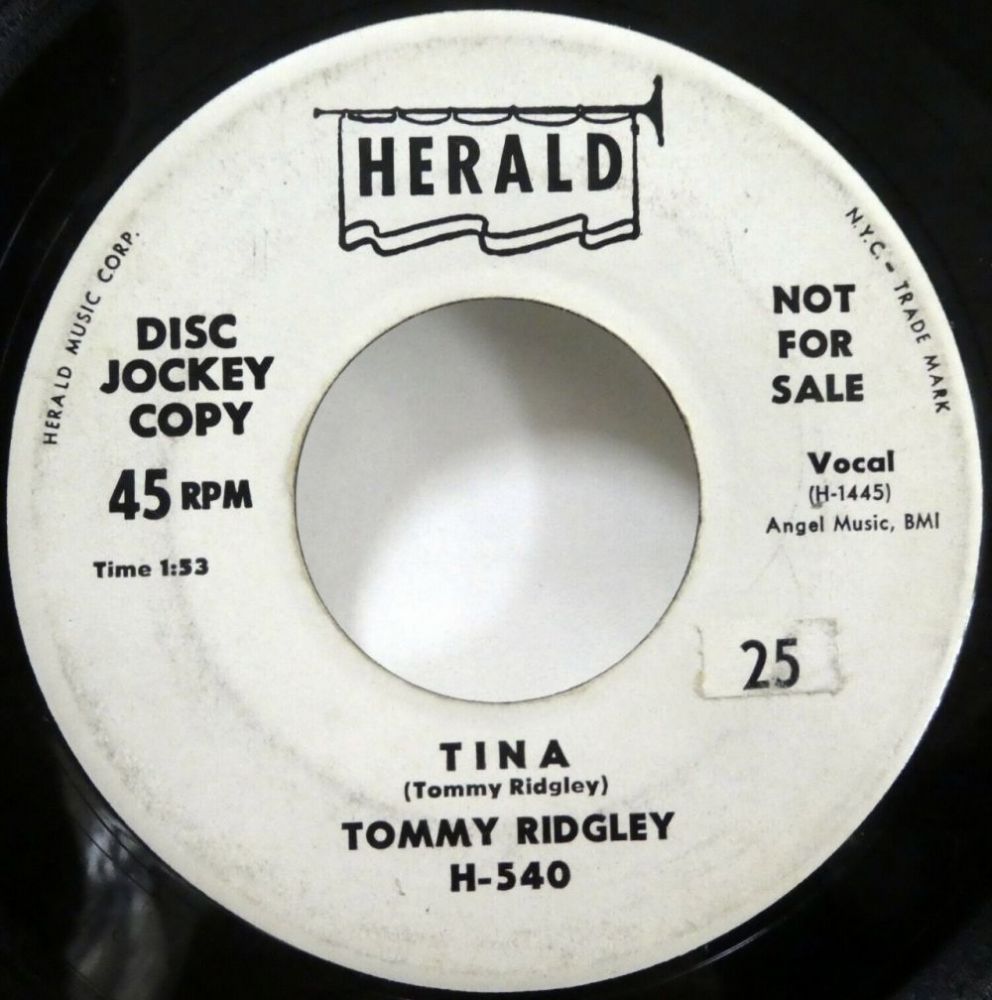 HERALD
HERALD MUSIC CORP.
N.Y.C. - TRADE MARK
DISC
JOCKEY
COPY
45 RPM
Time 1:53
NOT
FOR
SALE
Vocal
(H-1445)
Angel Music, BMI
25
TINA
(Tommy Ridgley)
TOMMY RIDGLEY
H-540